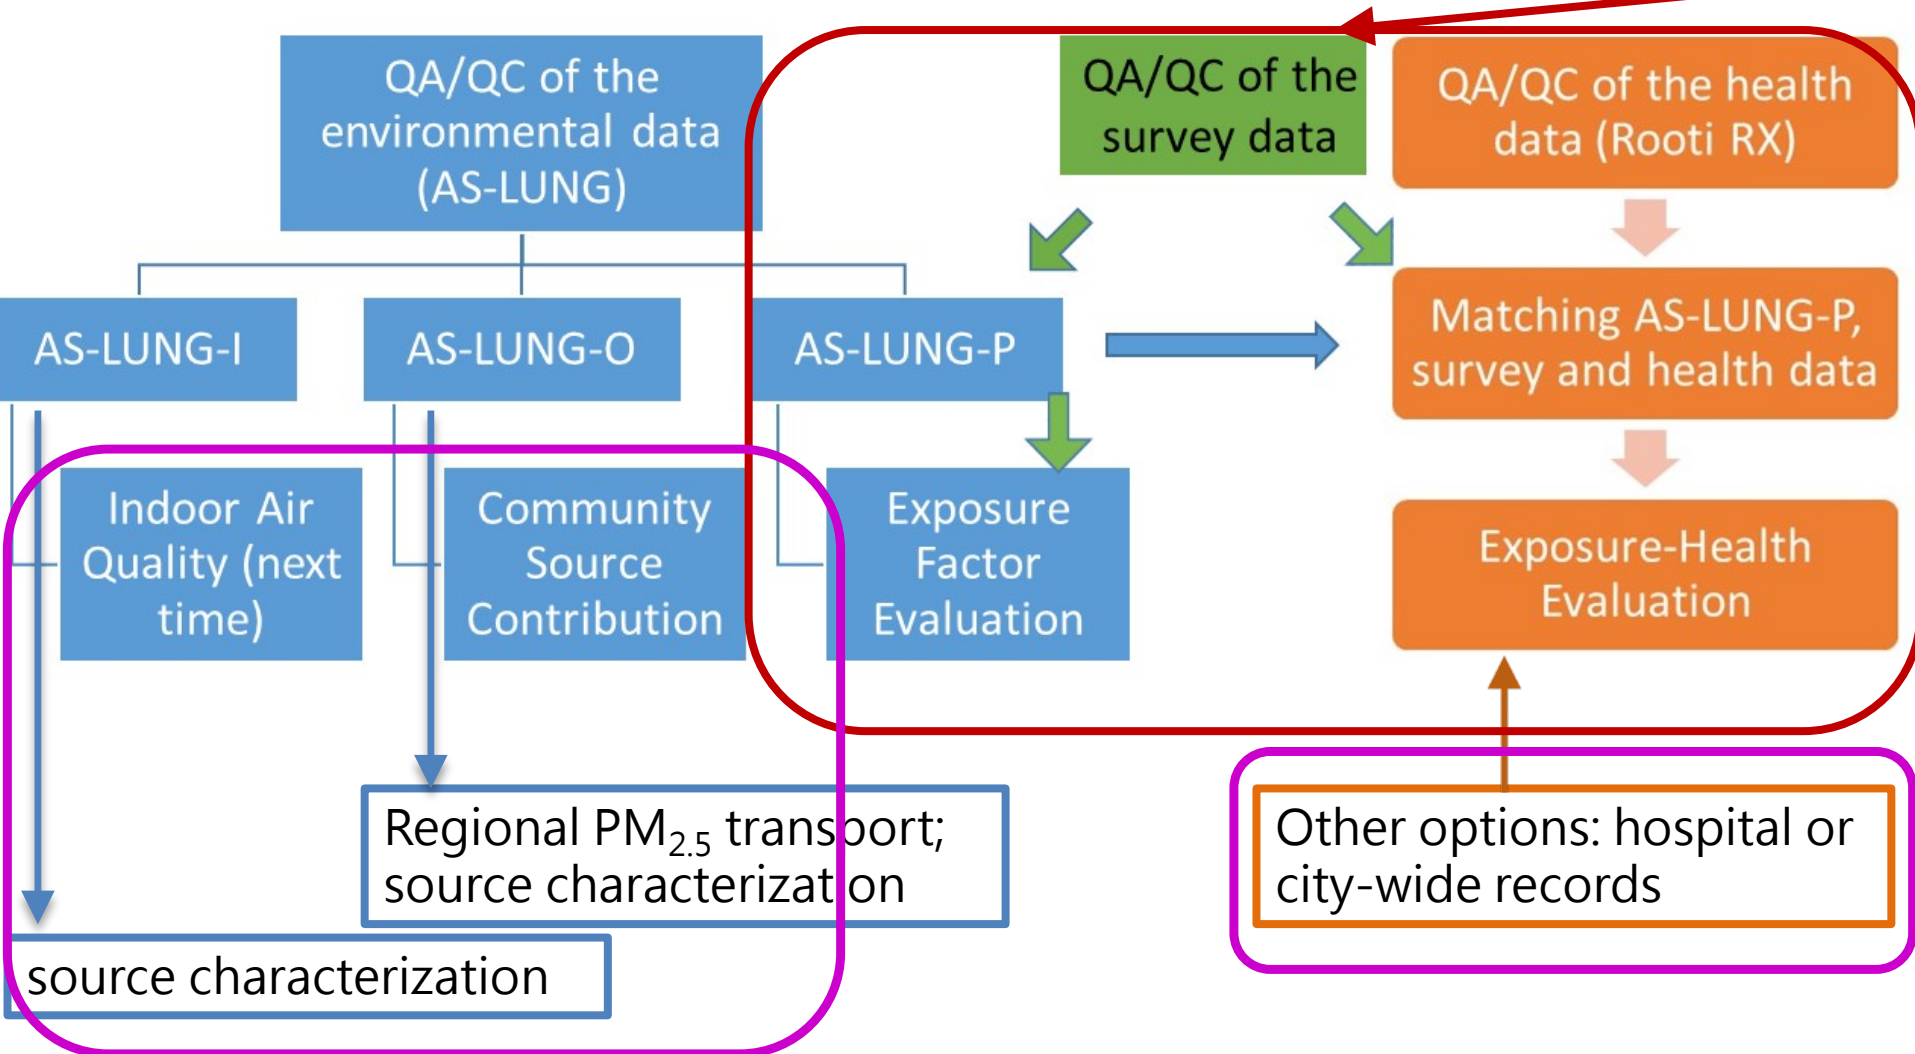 QA/QC of the
environmental data
(AS-LUNG)
QA/QC of the
survey data
QA/QC of the health
data (Rooti RX)
AS-LUNG-I
AS-LUNG-O
AS-LUNG-P
Matching AS-LUNG-P,
survey and health data
Indoor Air
Quality (next
time)
Community
Source
Contribution
Exposure
Factor
Evaluation
Exposure-Health
Evaluation
Regional PM2.5 transport;
source characterization
Other options: hospital or
city-wide records
source characterization